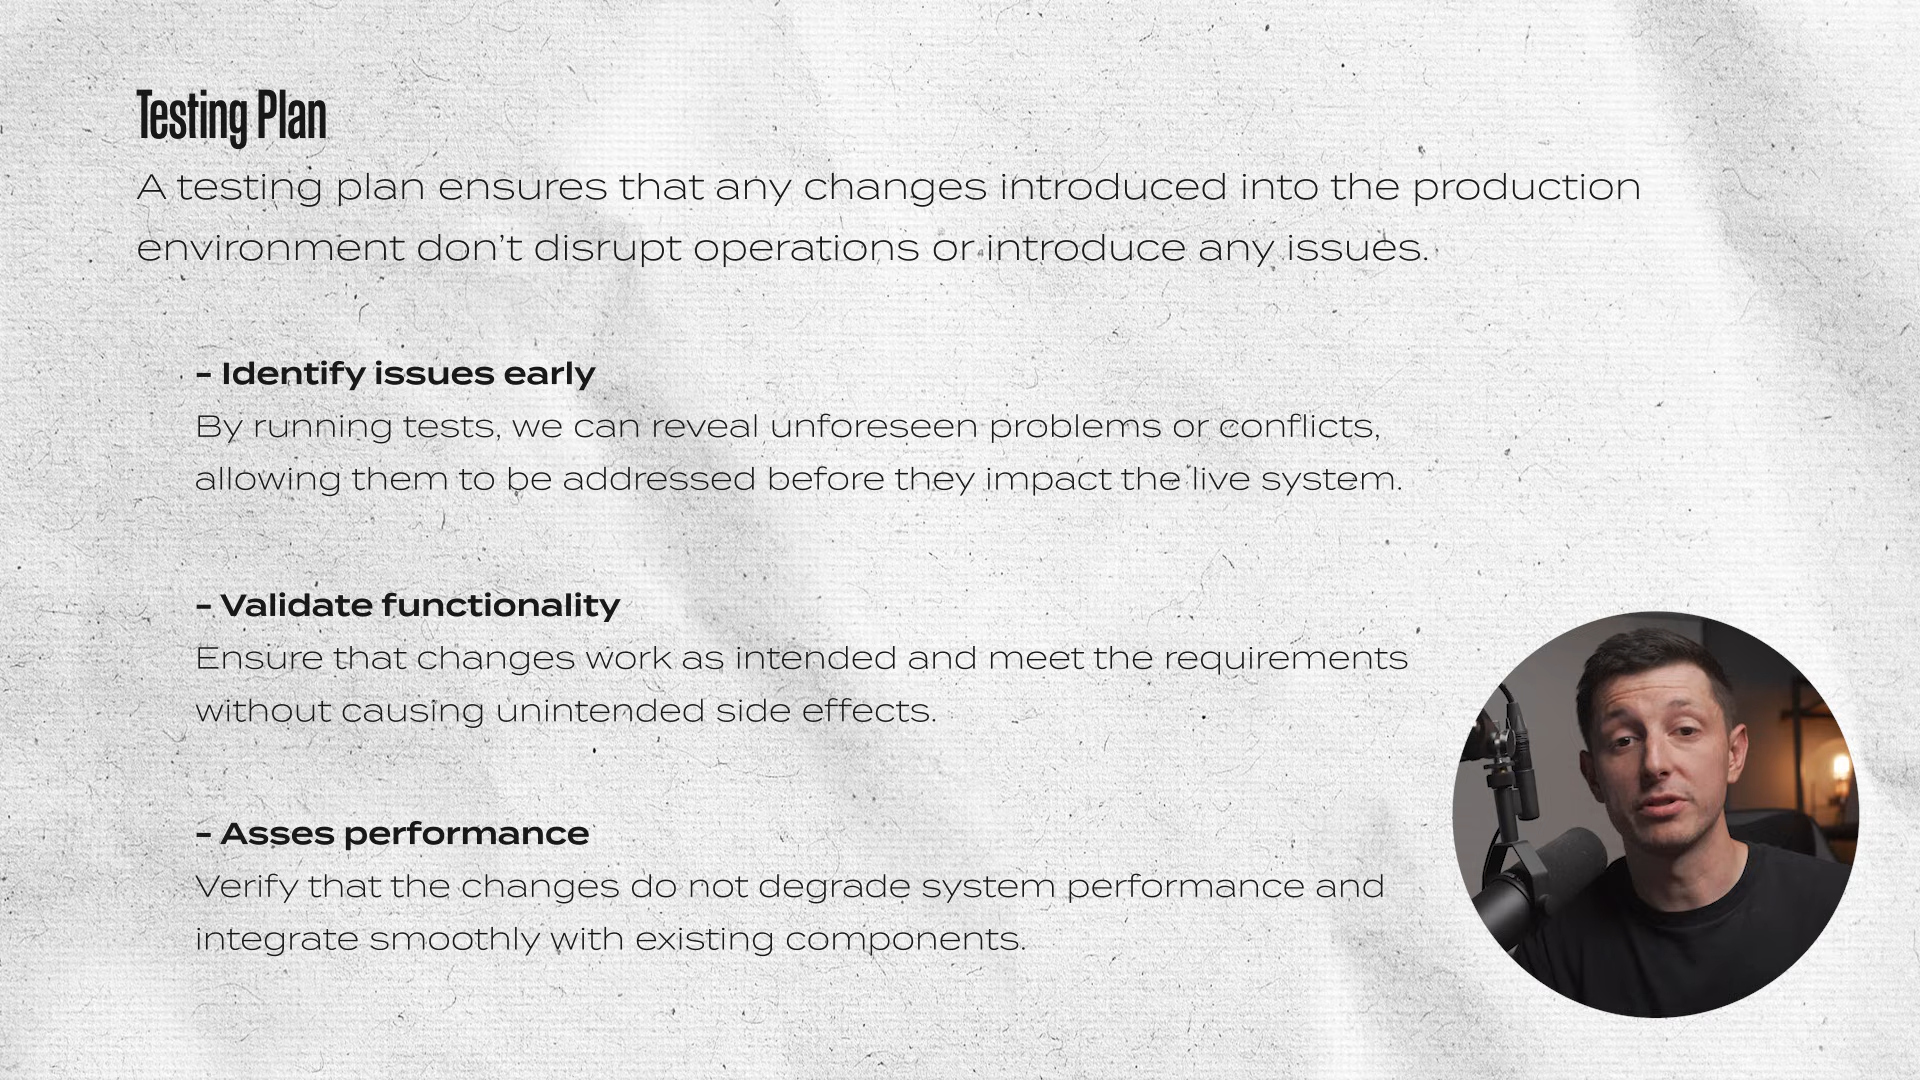 Testing Plan
A testing plan ensures that any changes introduced into the production
environment don’t disrupt operations or introduce any issues.
- Identify issues early
By running tests, we can reveal unforeseen problems or conflicts,
allowing them to be addressed before they impact the live system.
- Validate functionality
Ensure that changes work as intended and meet the requirements
without causing unintended side effects.
- Asses performance
Verify that the changes do not degrade system performance and
integrate smoothly with existing components.